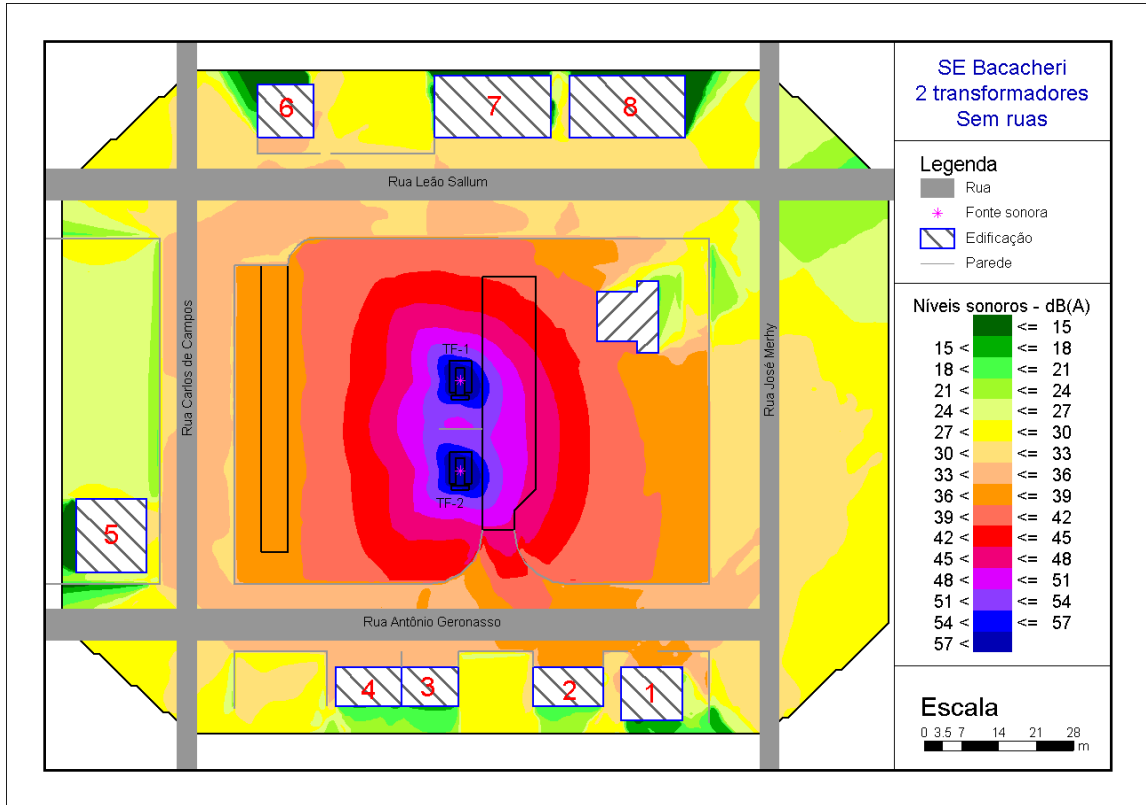 SE Bacacheri
2 transformadores
Sem ruas
Legenda
Rua
Fonte sonora
Edificação
Parede
Níveis sonoros - dB(A)
<= 15
15 < <= 18
18 < <= 21
21 < <= 24
24 < <= 27
27 < <= 30
30 < <= 33
33 < <= 36
36 < <= 39
39 < <= 42
42 < <= 45
45 < <= 48
48 < <= 51
51 < <= 54
54 < <= 57
57 <
Escala
0 3.5 7 14 21 28
m
6
7
8
Rua Leão Sallum
Rua Carlos de Campos
TF-1
TF-2
Rua José Merhy
5
Rua Antônio Geronasso
4
3
2
1